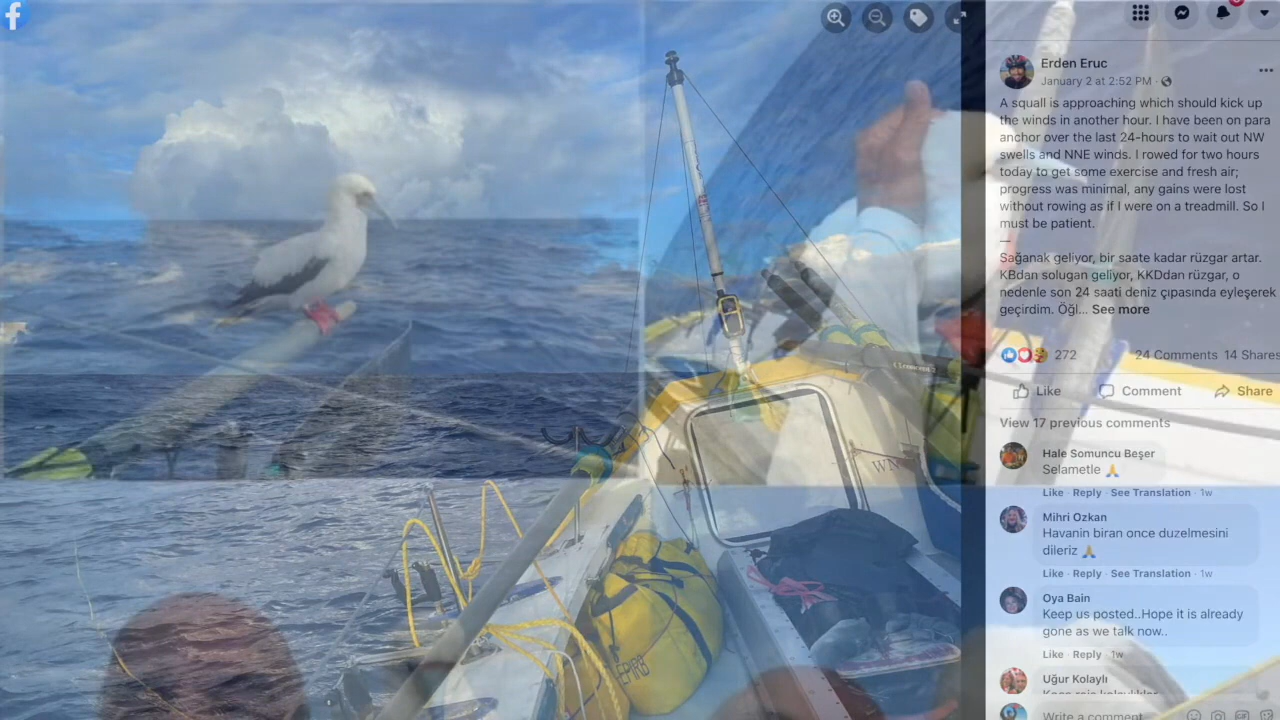 Erden Eruc
January 2 at 2:52 PM ·
A squall is approaching which should kick up
the winds in another hour. I have been on para
anchor over the last 24-hours to wait out NW
swells and NNE winds. I rowed for two hours
today to get some exercise and fresh air;
progress was minimal, any gains were lost
without rowing as if I were on a treadmill. So I
must be patient.
—
Sağanak geliyor, bir saate kadar rüzgar artar.
KBdan solugan geliyor, KKDdan rüzgar, o
nedenle son 24 saati deniz çıpasında eyleşerek
geçirdim. Öğl... See more
272 24 Comments 14 Shares
Like Comment Share
View 17 previous comments
Hale Somuncu Beşer
Selametle 🙏
Like · Reply · See Translation · 1w
Mihri Ozkan
Havanin biran once duzelmesini
dileriz 🙏
Like · Reply · See Translation · 1w
Oya Bain
Keep us posted..Hope it is already
gone as we talk now..
Like · Reply · 1w
Uğur Kolaylı
Write a comment
EPIRB